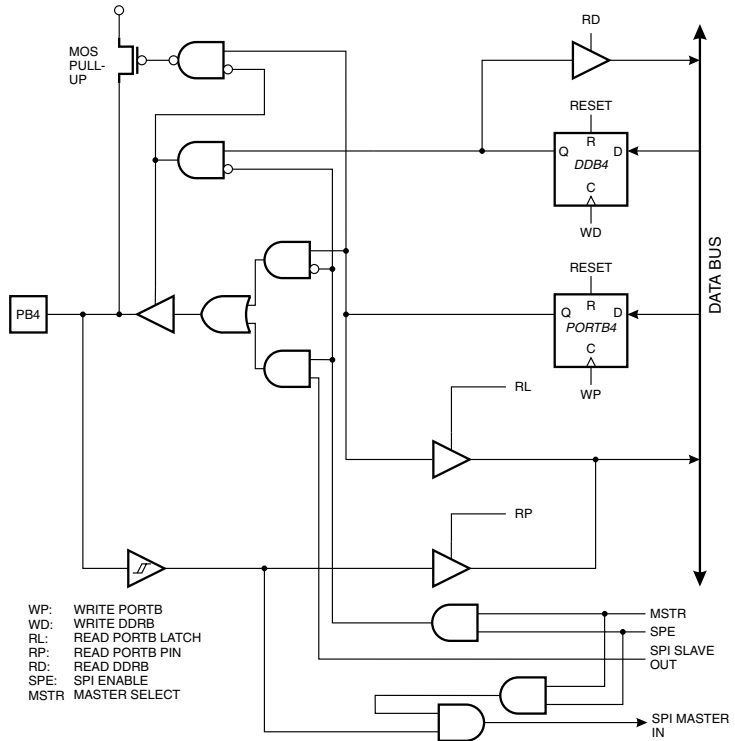 RD
MOS
PULL-
UP
RESET
R
Q
D
DDB4
C
WD
DATA BUS
RESET
R
PB4
Q
D
PORTB4
C
WP
RL
RP
WP: WRITE PORTB
WD: WRITE DDRB
RL: READ PORTB LATCH
RP: READ PORTB PIN
RD: READ DDRB
SPE: SPI ENABLE
MSTR MASTER SELECT
MSTR
SPE
SPI SLAVE
OUT
SPI MASTER
IN